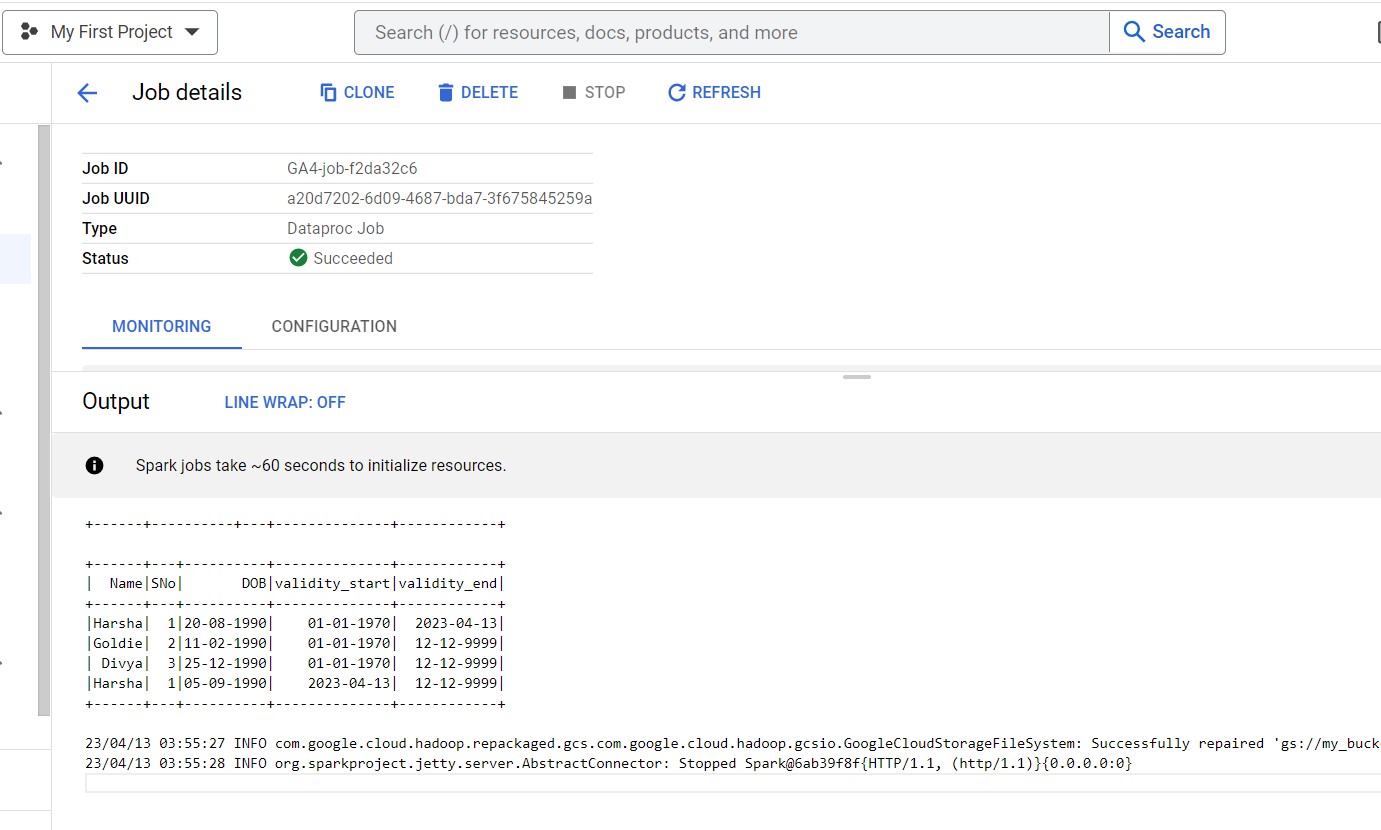 My First Project
Search (/) for resources, docs, products, and more
Search
Job details
CLONE
DELETE
STOP
REFRESH
Job ID GA4-job-f2da32c6
Job UUID a20d7202-6d09-4687-bda7-3f675845259a
Type Dataproc Job
Status Succeeded
MONITORING
CONFIGURATION
Output
LINE WRAP: OFF
Spark jobs take ~60 seconds to initialize resources.
+------+----------+---+--------------+------------+
+------+---+----------+--------------+------------+
|  Name|SNo|       DOB|validity_start|validity_end|
+------+---+----------+--------------+------------+
|Harsha|  1|20-08-1990|    01-01-1970|  2023-04-13|
|Goldie|  2|11-02-1990|    01-01-1970|  12-12-9999|
| Divya|  3|25-12-1990|    01-01-1970|  12-12-9999|
|Harsha|  1|05-09-1990|    2023-04-13|  12-12-9999|
+------+---+----------+--------------+------------+
23/04/13 03:55:27 INFO com.google.cloud.hadoop.repackaged.gcs.com.google.cloud.hadoop.gcsio.GoogleCloudStorageFileSystem: Successfully repaired 'gs://my_buck
23/04/13 03:55:28 INFO org.sparkproject.jetty.server.AbstractConnector: Stopped Spark@6ab39f8f{HTTP/1.1, (http/1.1)}{0.0.0.0:0}